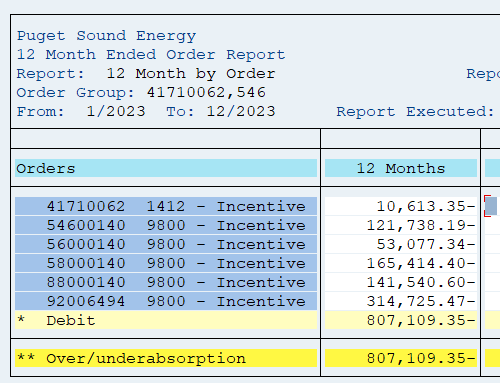 Puget Sound Energy
12 Month Ended Order Report
Report: 12 Month by Order Repo
Order Group: 41710062,546
From: 1/2023 To: 12/2023 Report Executed:
Orders 12 Months
41710062 1412 - Incentive 10,613.35-
54600140 9800 - Incentive 121,738.19-
56000140 9800 - Incentive 53,077.34-
58000140 9800 - Incentive 165,414.40-
88000140 9800 - Incentive 141,540.60-
92006494 9800 - Incentive 314,725.47-
* Debit 807,109.35-
** Over/underabsorption 807,109.35-